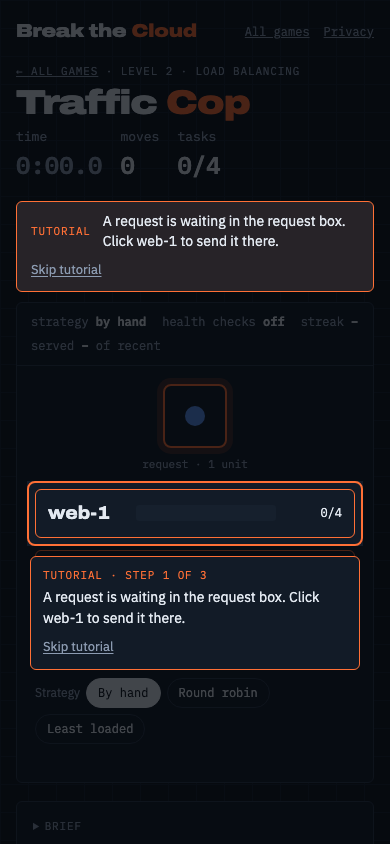 Break the Cloud
All games Privacy
← ALL GAMES · LEVEL 2 · LOAD BALANCING
Traffic Cop
time moves tasks
0:00.0 0 0/4
TUTORIAL A request is waiting in the request box. Click web-1 to send it there.
Skip tutorial
strategy by hand health checks off streak –
served – of recent
request · 1 unit
web-1 0/4
TUTORIAL · STEP 1 OF 3
A request is waiting in the request box. Click
web-1 to send it there.
Skip tutorial
Strategy By hand Round robin
Least loaded
▶ BRIEF